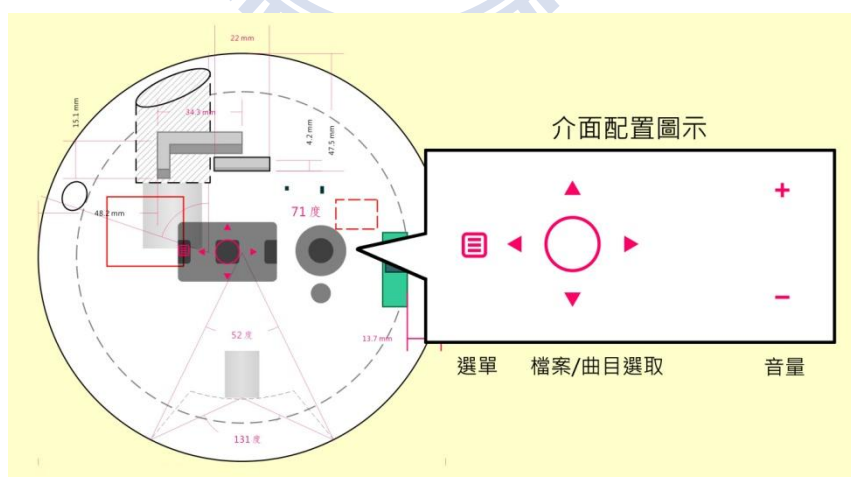 22 mm
34.3 mm
15.1 mm
4.2 mm
47.5 mm
48.2 mm
71 度
52 度
13.7 mm
131 度
介面配置圖示
+
−
選單
檔案/曲目選取
音量